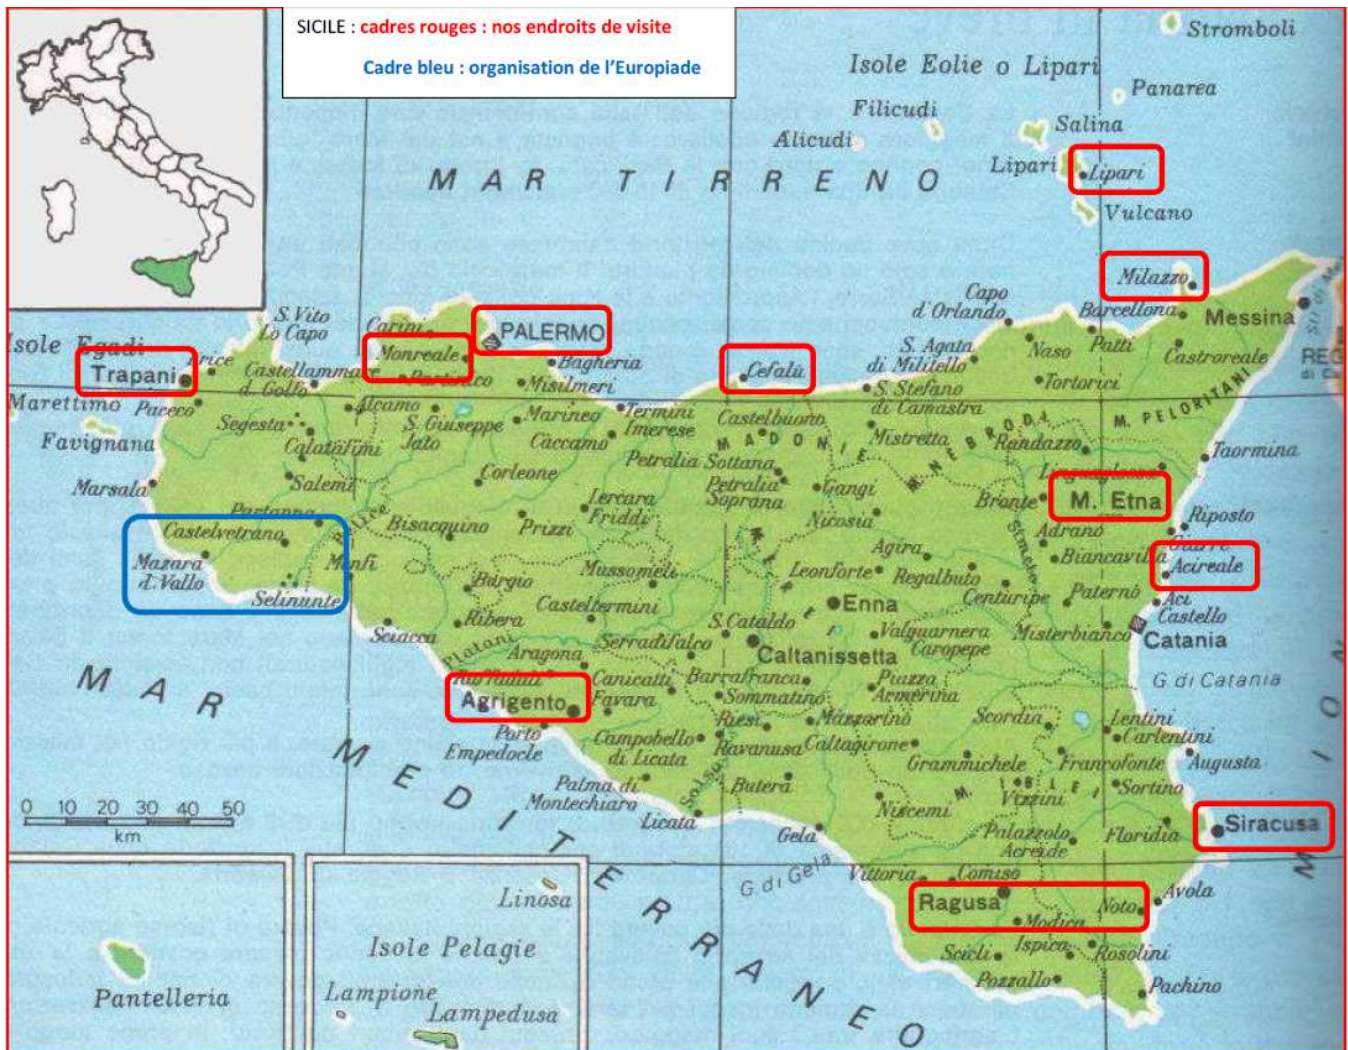 SICILE : cadres rouges : nos endroits de visite
Cadre bleu : organisation de l'Europiade
Stromboli
Isole Eolie o Lipari
Panarea
Filicudi
Salina
Alicudi
Lipari
Lipari
MAR TIRRENO
Vulcano
Milazzo
S. Vito
Lo Capo
Carini
PALERMO
Capo
d'Orlando
Barcellona
Messina
Isole Egadi
Erice
Monreale
Bagheria
Cefalù
S. Agata
di Militello
Naso
Patti
Castroreale
REG
Trapani
Castellammare
d. Golfo
Partinico
Misilmeri
S. Stefano
di Camastra
Tortorici
M. PELORITANI
Marettimo
Paceco
Alcamo
Marineo
Termini
Imerese
Castelbuono
Favignana
Segesta
S. Giuseppe
Jato
Caccamo
MADONIE
Mistretta
M. NEBRODI
Randazzo
Calatafimi
Petralia Sottana
Taormina
Marsala
Salemi
Corleone
Petralia
Soprana
Gangi
Bronte
M. Etna
Partanna
Lercara
Friddi
Nicosia
Adrano
Riposto
Giarre
Castelvetrano
Belice
Bisacquino
Prizzi
Simeto
Mazara
d. Vallo
Menfi
Mussomeli
M. EREI
Agira
Biancavilla
Acireale
Leonforte
Regalbuto
Selinunte
Burgio
Casteltermini
Enna
Centuripe
Paternò
Aci
Castello
Sciacca
Ribera
Platani
S. Cataldo
Valguarnera
Caropepe
Misterbianco
Catania
Serradifalco
Caltanissetta
Aragona
MAR
Canicattì
Barrafranca
Piazza
Armerina
G di Catania
Agrigento
Favara
Sommatino
Porto
Empedocle
Campobello
di Licata
Riesi
Ravanusa
Mazzarino
Caltagirone
Scordia
Lentini
Carlentini
Grammichele
Francofonte
Augusta
MEDITERRANEO
Palma di
Montechiaro
Salso
Butera
M. IBLEI
Vizzini
Sortino
0 10 20 30 40 50
km
Licata
Niscemi
Gela
Palazzolo
Acreide
Floridia
Siracusa
M. ION
G di Gela
Vittoria
Comiso
Ragusa
Noto
Avola
Modica
Linosa
Scicli
Ispica
Rosolini
Isole Pelagie
Pozzallo
Pachino
Pantelleria
Lampione
Lampedusa